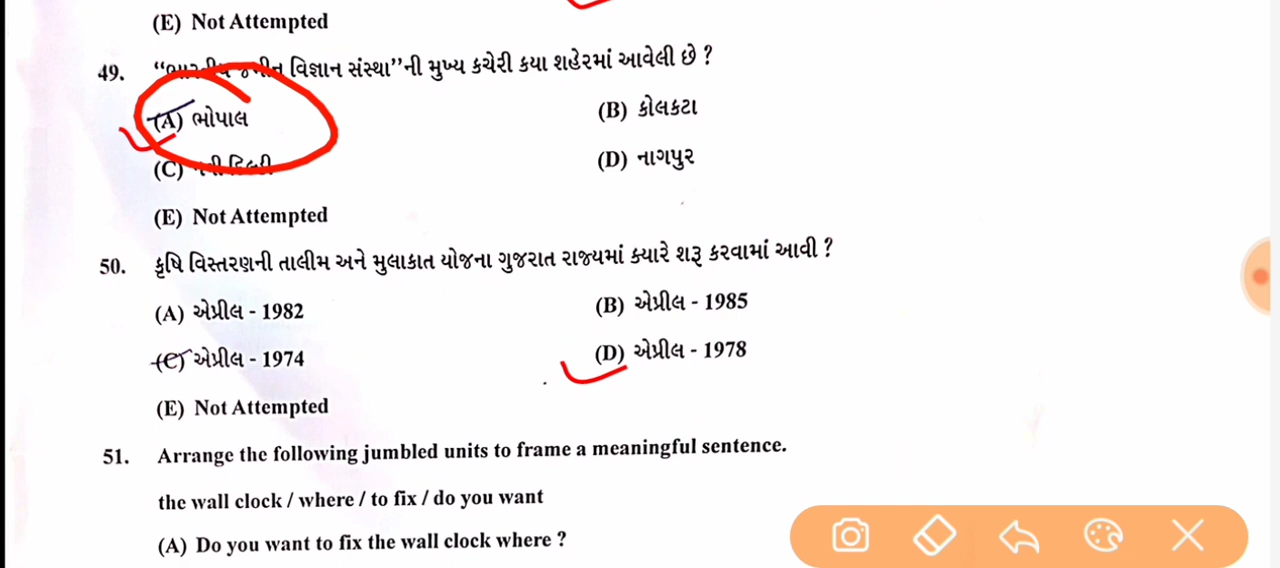 (E) Not Attempted
49. “ભારતીય જમીન વિજ્ઞાન સંસ્થા”ની મુખ્ય કચેરી કયા શહેરમાં આવેલી છે ?
(A) ભોપાલ
(B) કોલકટા
(C) નવી દિલ્હી
(D) નાગપુર
(E) Not Attempted
50. કૃષિ વિસ્તરણની તાલીમ અને મુલાકાત યોજના ગુજરાત રાજ્યમાં ક્યારે શરૂ કરવામાં આવી ?
(A) એપ્રીલ - 1982
(B) એપ્રીલ - 1985
(C) એપ્રીલ - 1974
(D) એપ્રીલ - 1978
(E) Not Attempted
51. Arrange the following jumbled units to frame a meaningful sentence.
the wall clock / where / to fix / do you want
(A) Do you want to fix the wall clock where ?